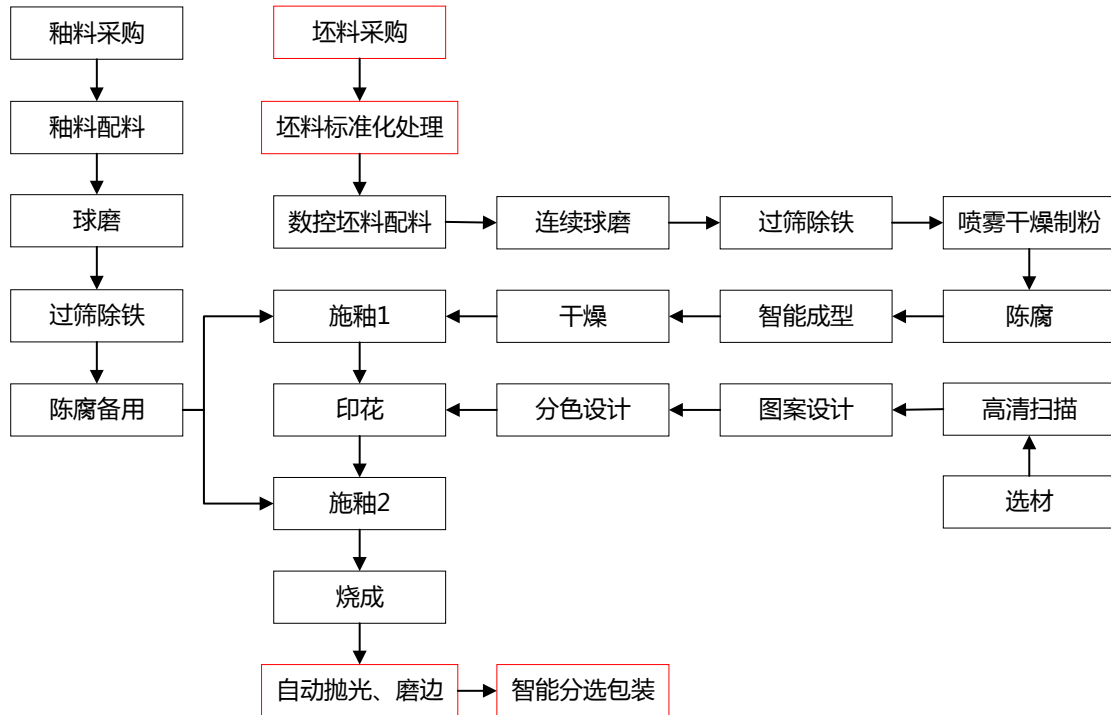 釉料采购
坯料采购
釉料配料
坯料标准化处理
球磨
数控坯料配料
连续球磨
过筛除铁
喷雾干燥制粉
过筛除铁
施釉1
干燥
智能成型
陈腐
陈腐备用
印花
分色设计
图案设计
高清扫描
施釉2
选材
烧成
自动抛光、磨边
智能分选包装